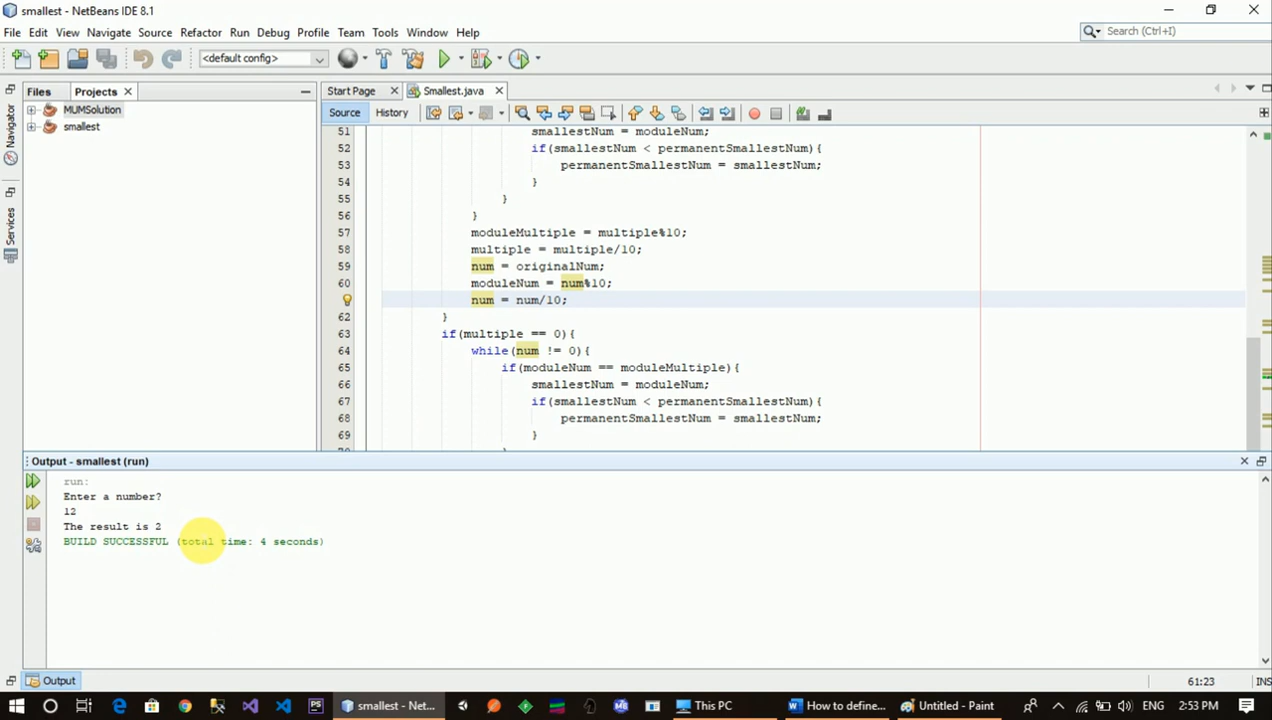 smallest - NetBeans IDE 8.1
File Edit View Navigate Source Refactor Run Debug Profile Team Tools Window Help
Search (Ctrl+I)
<default config>
Files Projects
Start Page Smallest.java
MUMSolution
smallest
Navigator
Services
Source History
51 smallestNum = moduleNum;
52 if(smallestNum < permanentSmallestNum){
53 permanentSmallestNum = smallestNum;
54 }
55 }
56 }
57 moduleMultiple = multiple%10;
58 multiple = multiple/10;
59 num = originalNum;
60 moduleNum = num%10;
num = num/10;
62 }
63 if(multiple == 0){
64 while(num != 0){
65 if(moduleNum == moduleMultiple){
66 smallestNum = moduleNum;
67 if(smallestNum < permanentSmallestNum){
68 permanentSmallestNum = smallestNum;
69 }
Output - smallest (run)
run:
Enter a number?
12
The result is 2
BUILD SUCCESSFUL (total time: 4 seconds)
Output
61:23 INS
smallest - Net... This PC How to define... Untitled - Paint ENG 2:53 PM